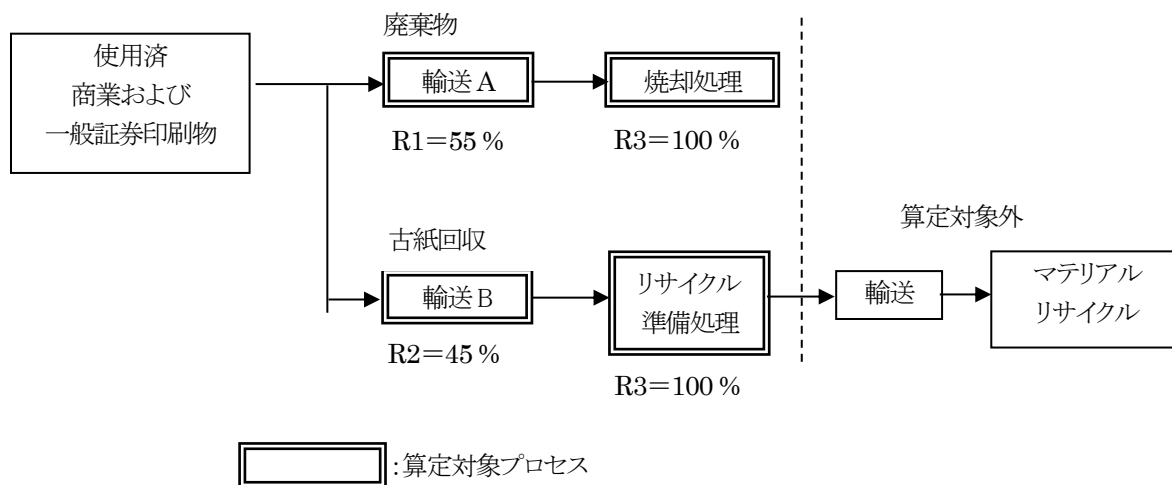 廃棄物
使用済
商業および
一般証券印刷物
輸送A
焼却処理
R1＝55 %
R3＝100 %
算定対象外
古紙回収
輸送B
リサイクル
準備処理
輸送
マテリアル
リサイクル
R2＝45 %
R3＝100 %
:算定対象プロセス